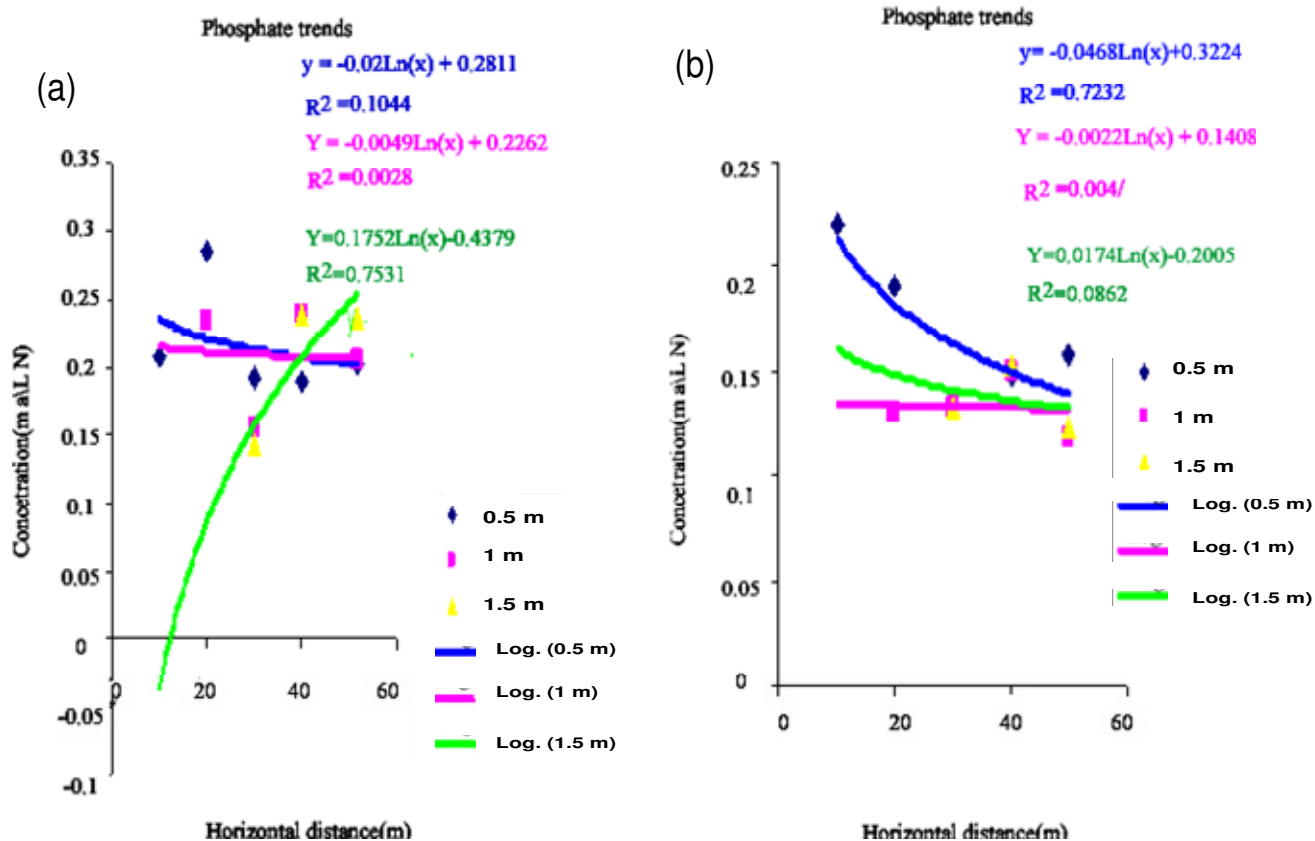 Phosphate trends
(a)
y = -0.02Ln(x) + 0.2811
R2 =0.1044
Y = -0.0049Ln(x) + 0.2262
R2 =0.0028
Y=0.1752Ln(x)-0.4379
R2=0.7531
0.35
0.3
0.25
0.2
0.15
0.1
0.05
0
-0.05
-0.1
0
20
40
60
Concetration(m a\L N)
Horizontal distance(m)
0.5 m
1 m
1.5 m
Log. (0.5 m)
Log. (1 m)
Log. (1.5 m)
Phosphate trends
(b)
y= -0.0468Ln(x)+0.3224
R2 =0.7232
Y = -0.0022Ln(x) + 0.1408
R2 =0.004/
Y=0.0174Ln(x)-0.2005
R2=0.0862
0.25
0.2
0.15
0.1
0.05
0
0
20
40
60
Concetration(m a\L N)
Horizontal distance(m)
0.5 m
1 m
1.5 m
Log. (0.5 m)
Log. (1 m)
Log. (1.5 m)